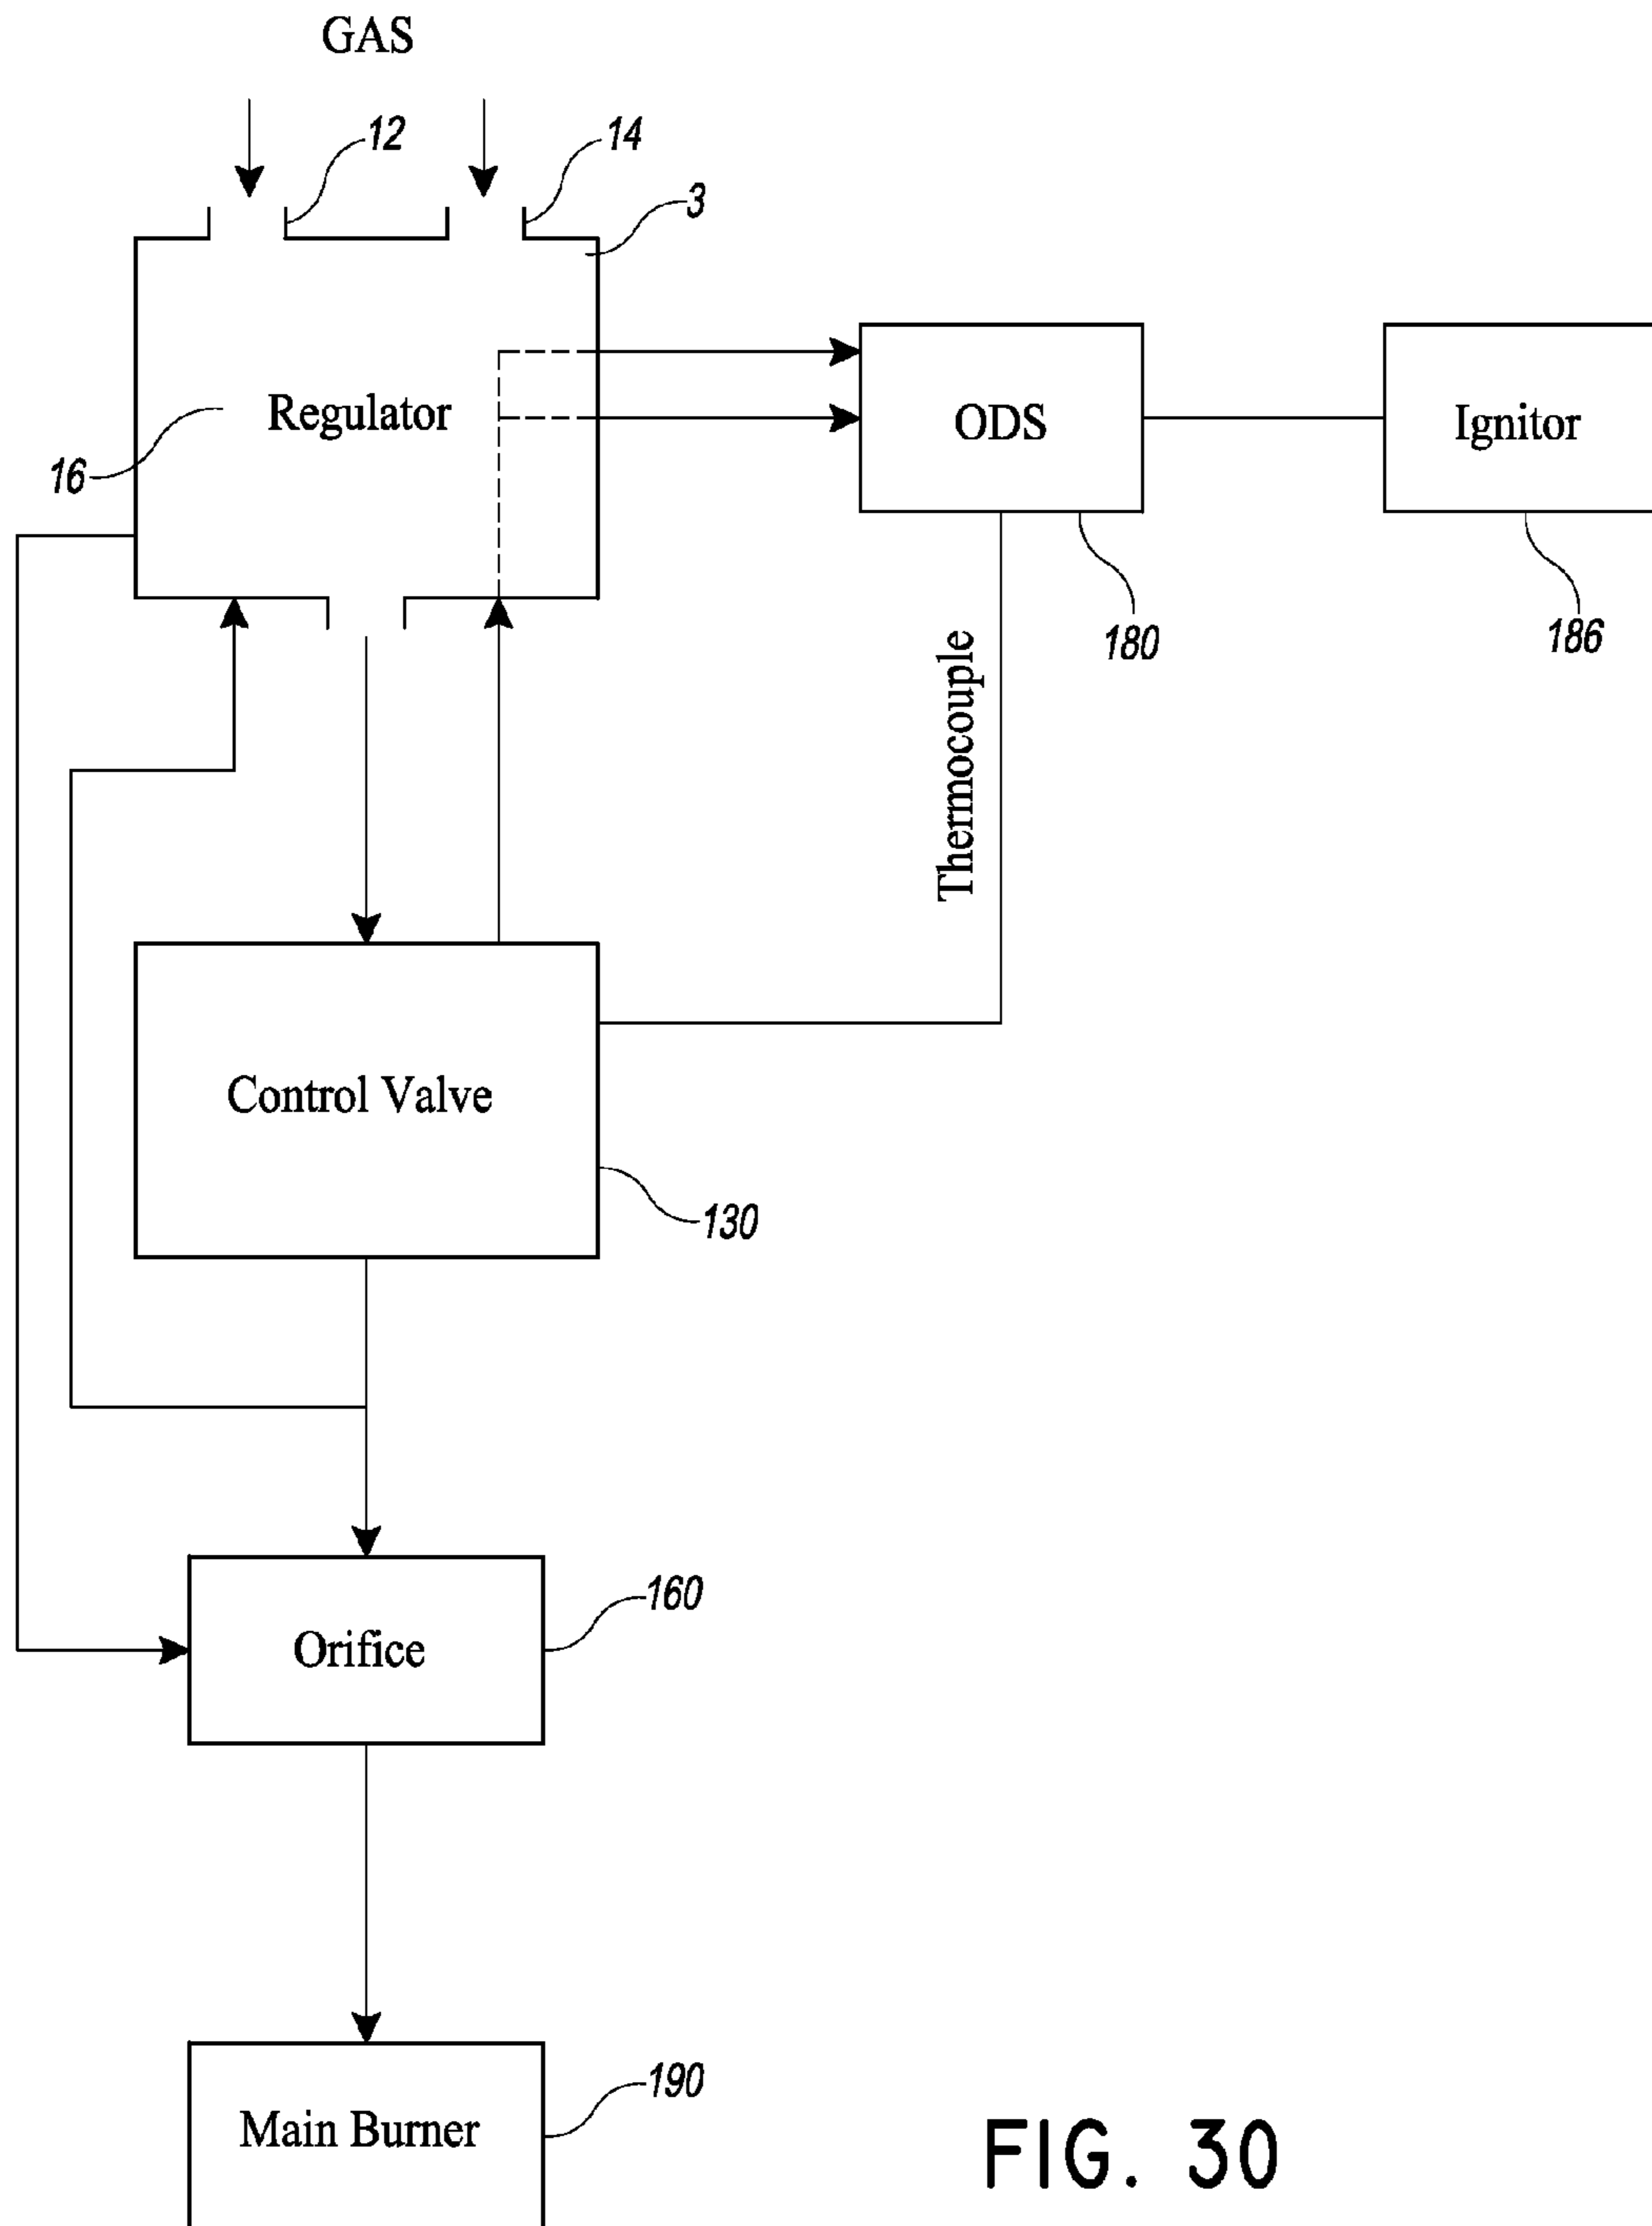 GAS
12
14
3
Regulator
16
ODS
Ignitor
180
186
Thermocouple
Control Valve
130
160
Orifice
190
Main Burner
FIG. 30